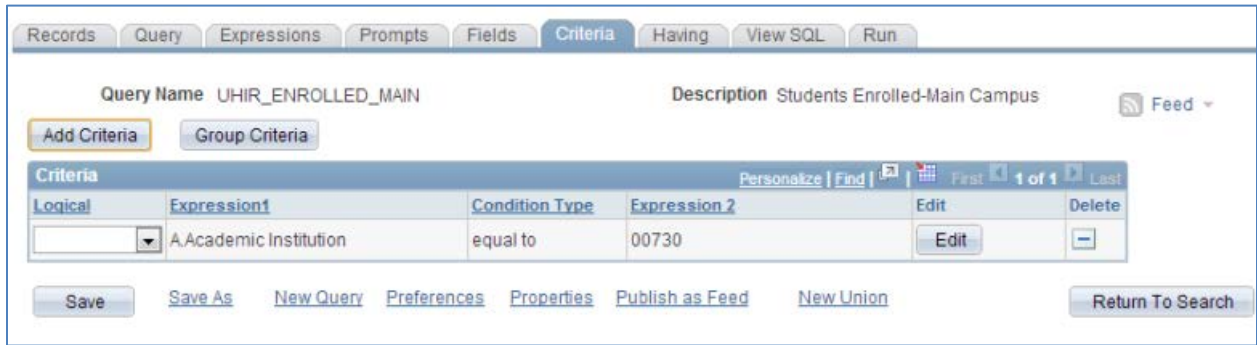 Records Query Expressions Prompts Fields Criteria Having View SQL Run
Query Name UHIR_ENROLLED_MAIN Description Students Enrolled-Main Campus Feed
Add Criteria Group Criteria
Criteria Personalize | Find | | First 1 of 1 Last
Logical Expression1 Condition Type Expression 2 Edit Delete
A.Academic Institution equal to 00730 Edit
Save Save As New Query Preferences Properties Publish as Feed New Union Return To Search